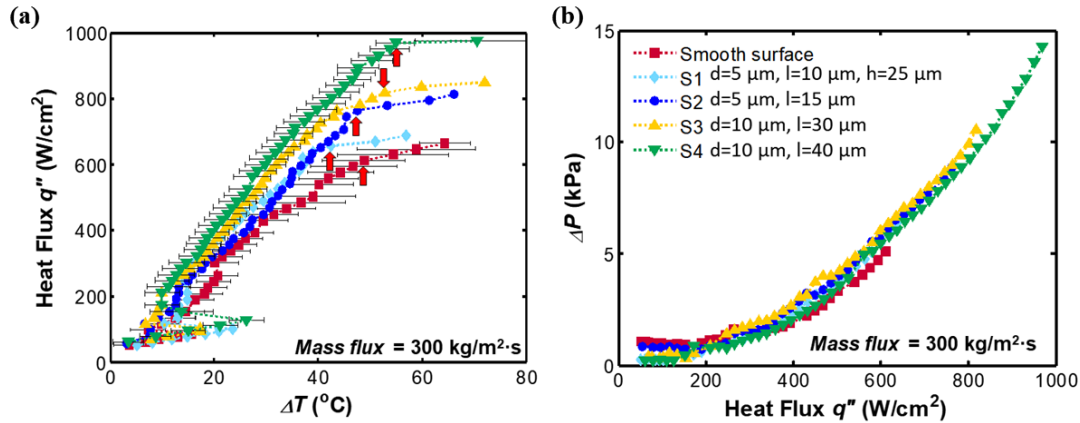 (a)
1000
800
600
400
200
0
Heat Flux q″ (W/cm²)
0 20 40 60 80
ΔT (°C)
Mass flux = 300 kg/m²·s
(b)
15
10
5
0
ΔP (kPa)
Smooth surface
S1 d=5 μm, l=10 μm, h=25 μm
S2 d=5 μm, l=15 μm
S3 d=10 μm, l=30 μm
S4 d=10 μm, l=40 μm
Mass flux = 300 kg/m²·s
0 200 400 600 800 1000
Heat Flux q″ (W/cm²)